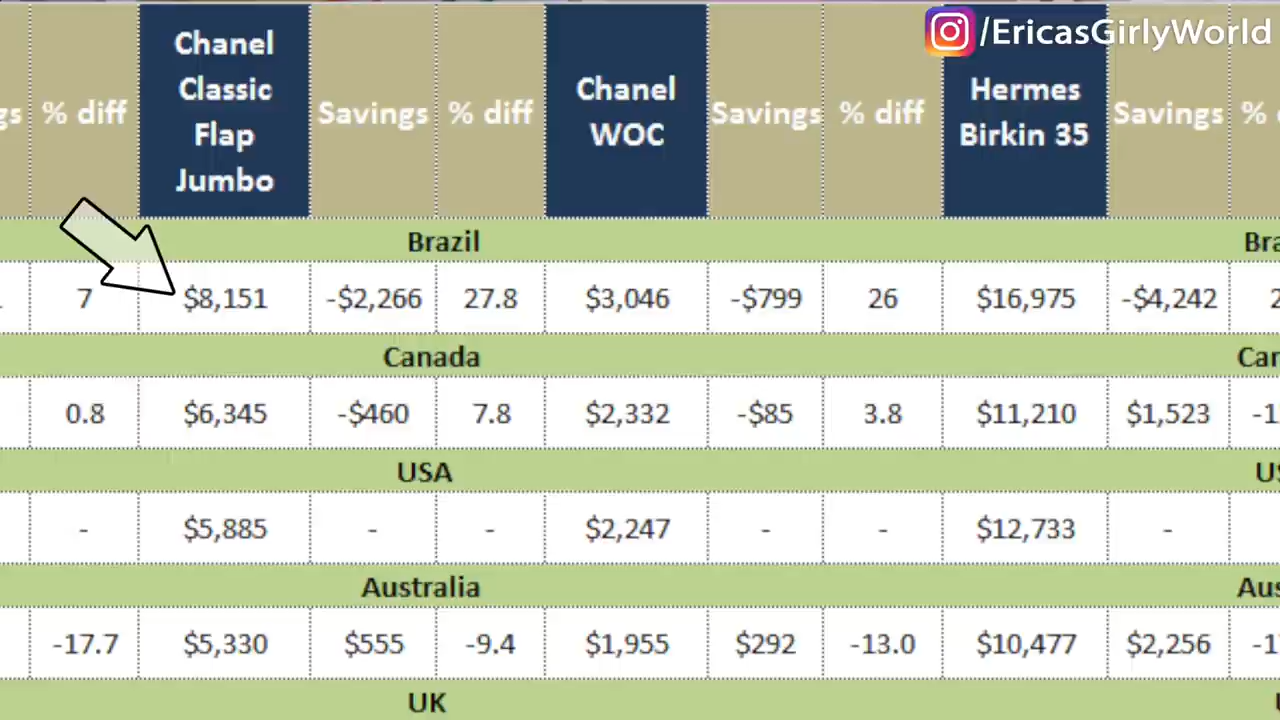 /EricasGirlyWorld
% diff Chanel Classic Flap Jumbo Savings % diff Chanel WOC Savings % diff Hermes Birkin 35 Savings %
Brazil
7 $8,151 -$2,266 27.8 $3,046 -$799 26 $16,975 -$4,242
Canada
0.8 $6,345 -$460 7.8 $2,332 -$85 3.8 $11,210 $1,523
USA
- $5,885 - - $2,247 - - $12,733 -
Australia
-17.7 $5,330 $555 -9.4 $1,955 $292 -13.0 $10,477 $2,256
UK